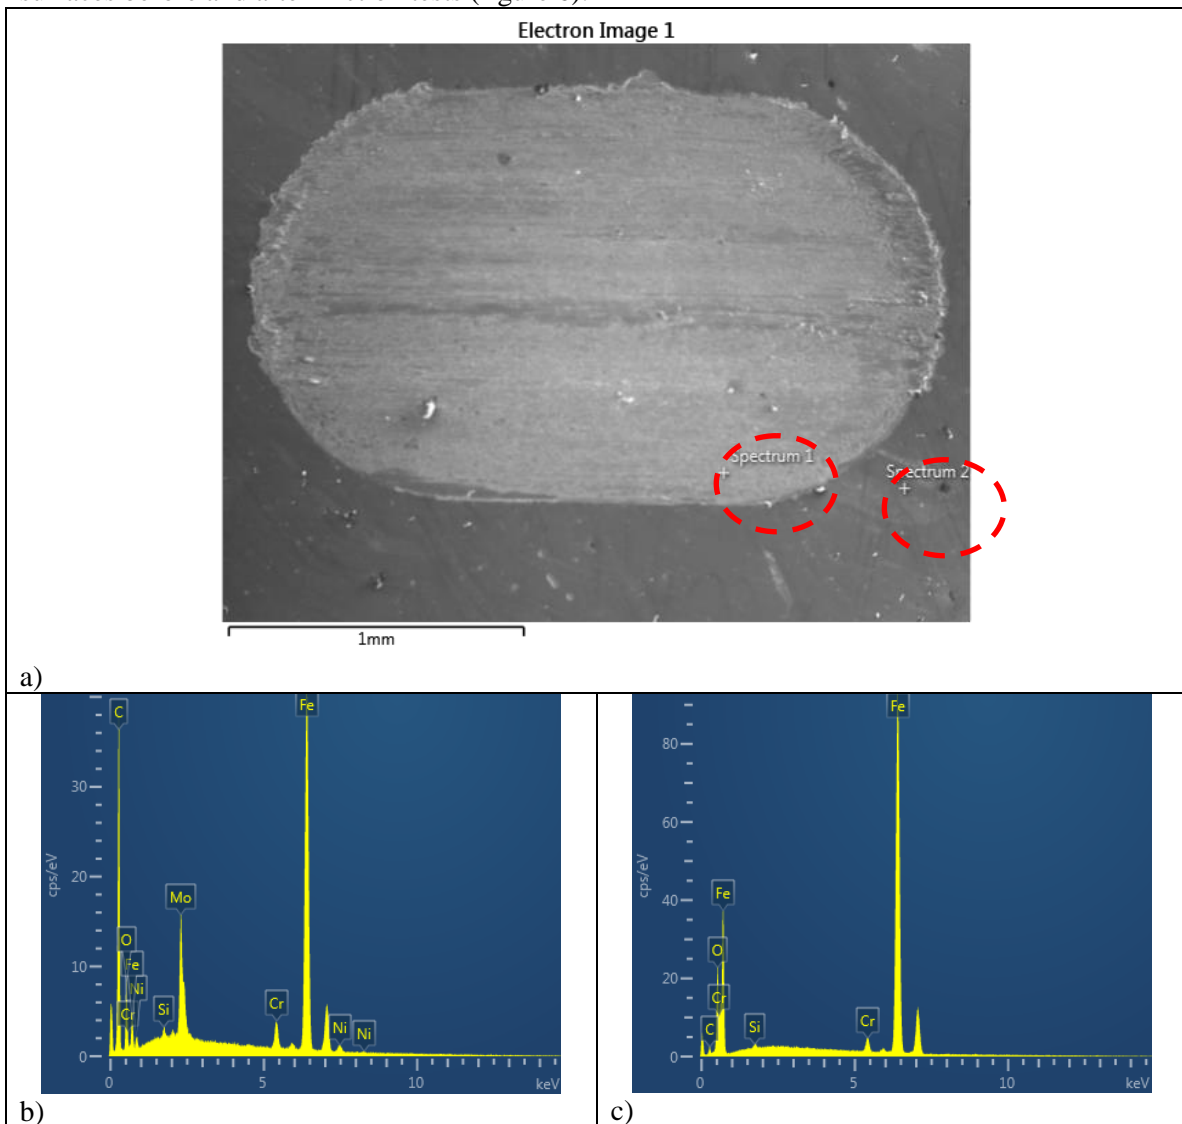 Electron Image 1
Spectrum 1
Spectrum 2
1mm
a)
C
Fe
30
Mo
20
O
Fe
10
Ni
Si
Cr
Cr
Ni
Ni
0
0
5
10
keV
cps/eV
b)
Fe
80
60
40
Fe
O
20
Cr
C
Si
Cr
0
0
5
10
keV
cps/eV
c)